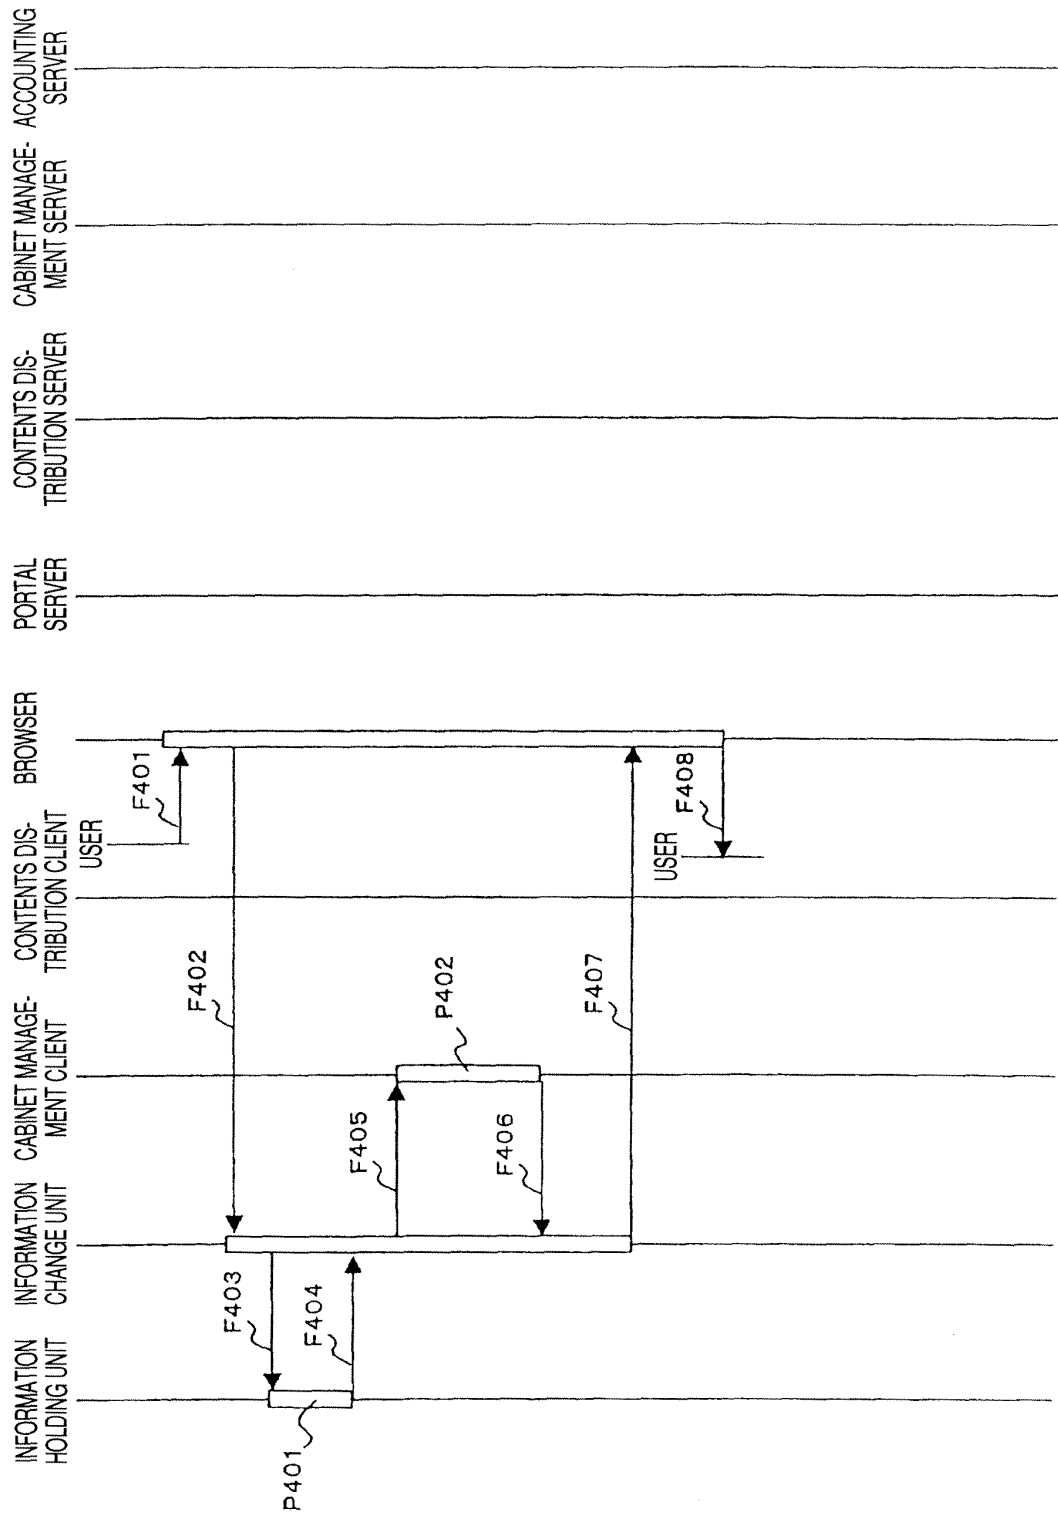 INFORMATION
HOLDING UNIT
INFORMATION
CHANGE UNIT
CABINET MANAGE-
MENT CLIENT
CONTENTS DIS-
TRIBUTION CLIENT
BROWSER
PORTAL
SERVER
CONTENTS DIS-
TRIBUTION SERVER
CABINET MANAGE-
MENT SERVER
ACCOUNTING
SERVER
USER
F401
F402
F403
P401
F404
F405
P402
F406
F407
USER
F408